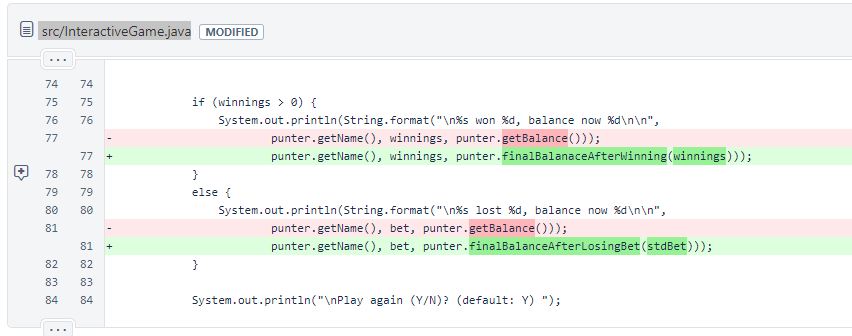 src/InteractiveGame.java MODIFIED
...
74 74
75 75 if (winnings > 0) {
76 76 System.out.println(String.format("\n%s won %d, balance now %d\n\n",
77 - punter.getName(), winnings, punter.getBalance()));
77 + punter.getName(), winnings, punter.finalBalanaceAfterWinning(winnings)));
78 78 }
79 79 else {
80 80 System.out.println(String.format("\n%s lost %d, balance now %d\n\n",
81 - punter.getName(), bet, punter.getBalance()));
81 + punter.getName(), bet, punter.finalBalanceAfterLosingBet(stdBet)));
82 82 }
83 83
84 84 System.out.println("\nPlay again (Y/N)? (default: Y) ");
...